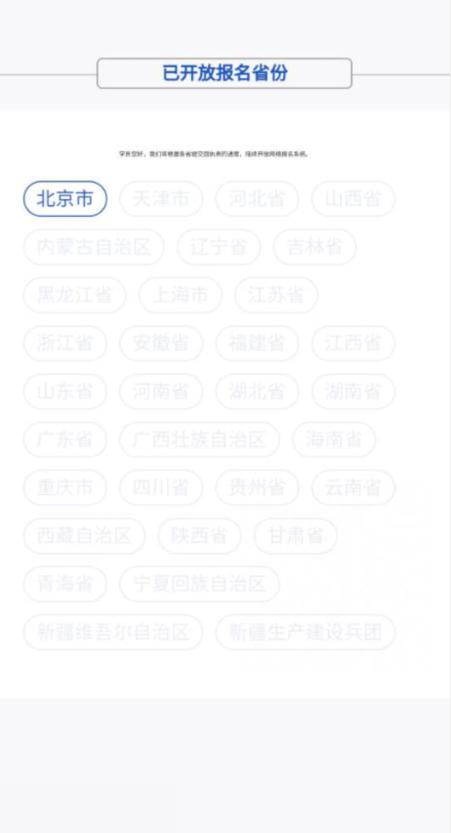 已开放报名省份
学员您好，我们将根据各省提交回执表的进度，陆续开放网络报名系统。
北京市 天津市 河北省 山西省
内蒙古自治区 辽宁省 吉林省
黑龙江省 上海市 江苏省
浙江省 安徽省 福建省 江西省
山东省 河南省 湖北省 湖南省
广东省 广西壮族自治区 海南省
重庆市 四川省 贵州省 云南省
西藏自治区 陕西省 甘肃省
青海省 宁夏回族自治区
新疆维吾尔自治区 新疆生产建设兵团